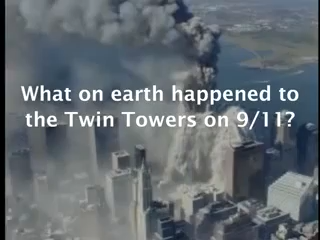 What on earth happened to
the Twin Towers on 9/11?